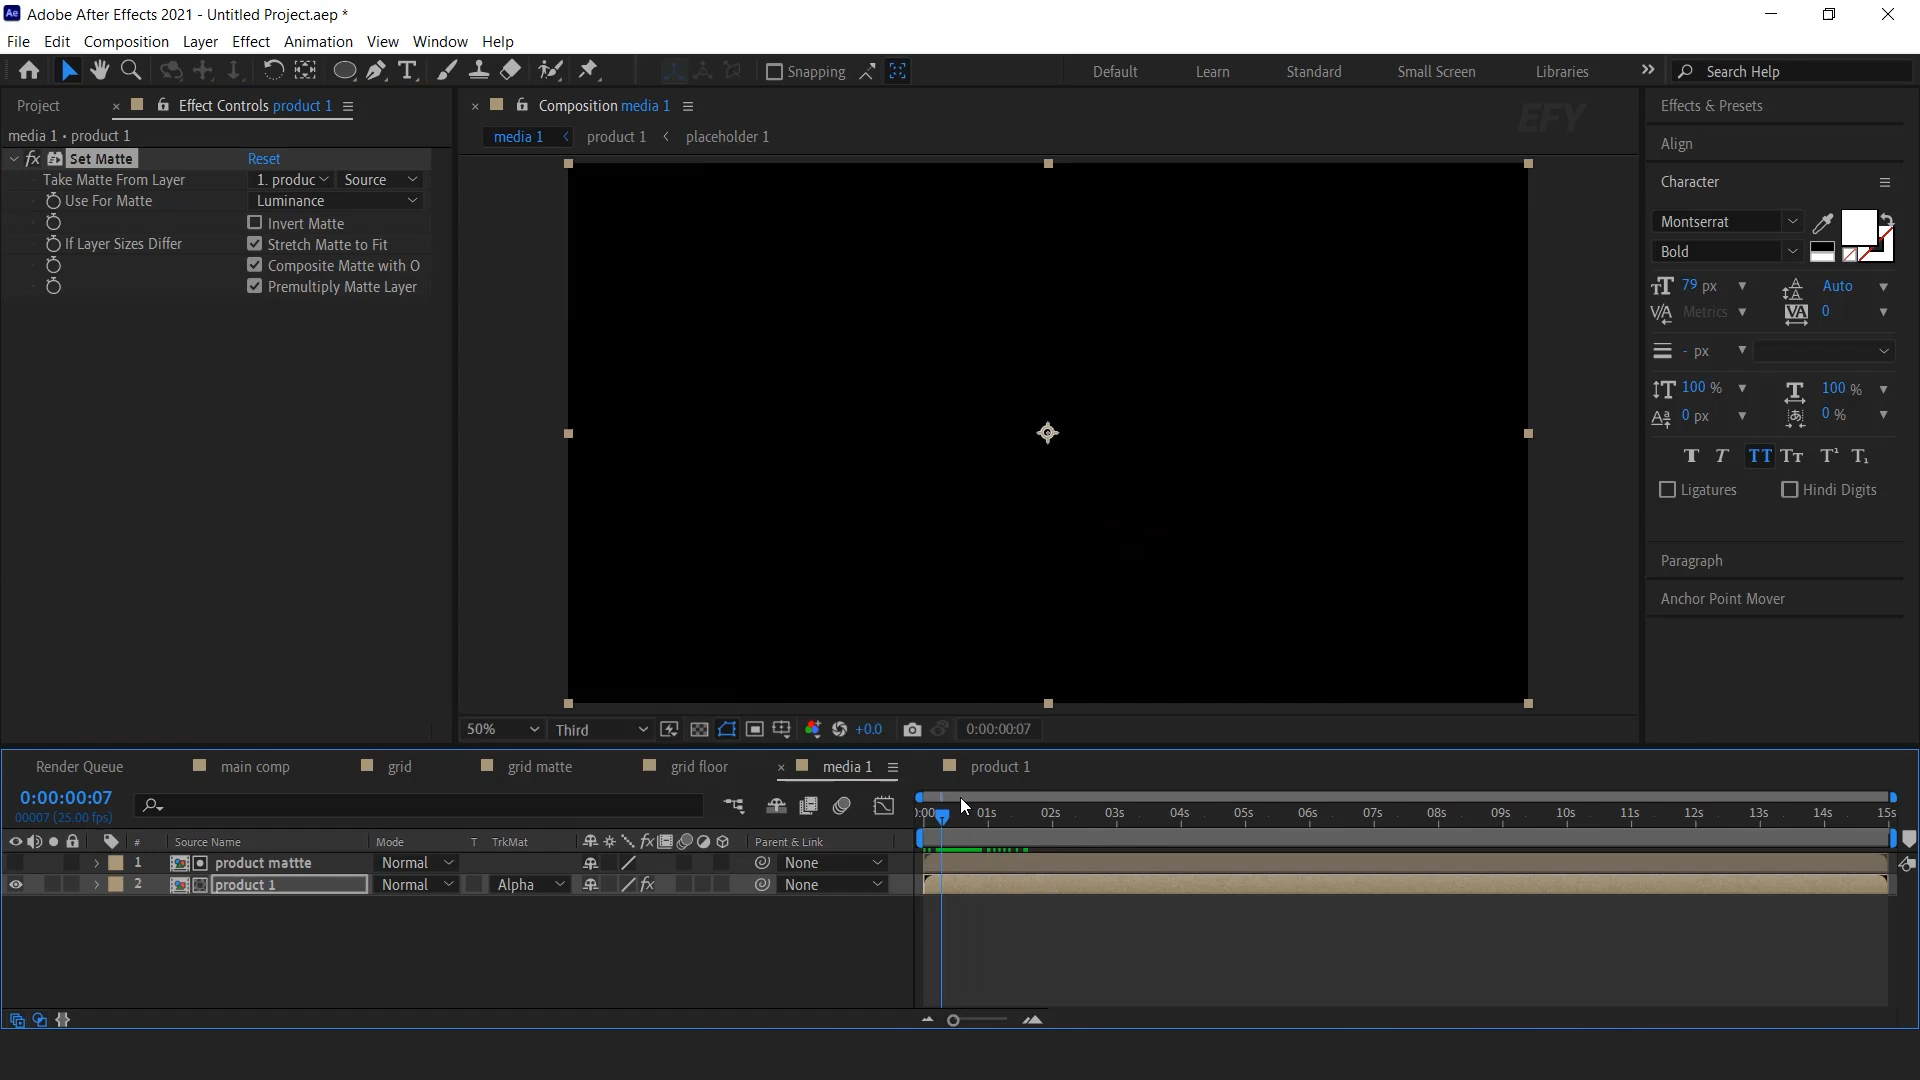 Adobe After Effects 2021 - Untitled Project.aep *
File Edit Composition Layer Effect Animation View Window Help
Snapping
Default Learn Standard Small Screen Libraries
Search Help
Project
Effect Controls product 1
Composition media 1
EFY
Effects & Presets
media 1 • product 1
media 1 product 1 placeholder 1
Align
fx Set Matte Reset
Take Matte From Layer 1. produc Source
Use For Matte Luminance
Invert Matte
If Layer Sizes Differ Stretch Matte to Fit
Composite Matte with O
Premultiply Matte Layer
Character
Montserrat
Bold
79 px Auto
Metrics 0
- px
100 % 100 %
0 px 0 %
Ligatures Hindi Digits
Paragraph
Anchor Point Mover
50% Third +0.0 0:00:00:07
Render Queue main comp grid grid matte grid floor media 1 product 1
0:00:00:07
00007 (25.00 fps)
:00 01s 02s 03s 04s 05s 06s 07s 08s 09s 10s 11s 12s 13s 14s 15s
# Source Name Mode T TrkMat fx Parent & Link
1 product mattte Normal None
2 product 1 Normal Alpha fx None